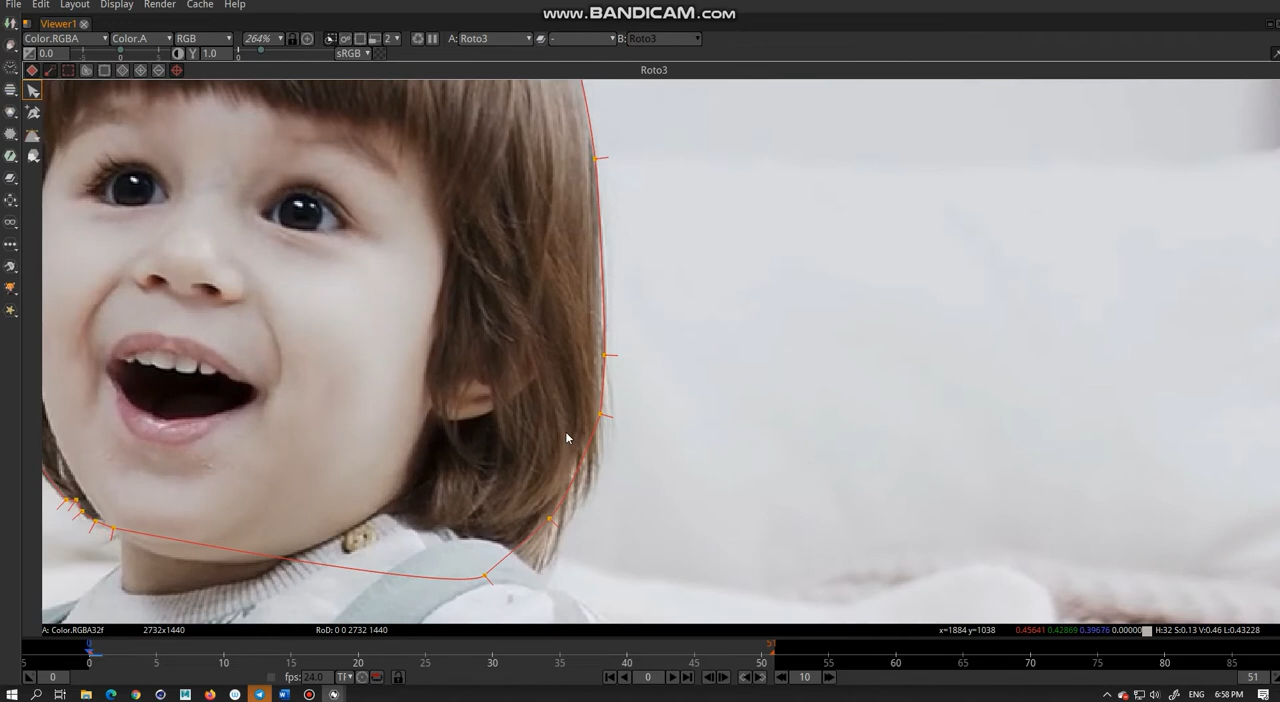 www.BANDICAM.com
File Edit Layout Display Render Cache Help
Viewer1
Color.RGBA Color.A RGB 264% 2 A: Roto3 - B: Roto3
0.0 Y 1.0 0 sRGB
Roto3
A: Color.RGBA32f 2732x1440 RoD: 0 0 2732 1440 x=1884 y=1038 0.45641 0.42869 0.39676 0.00000 H:32 S:0.13 V:0.46 L:0.43228
0 51
5 0 5 10 15 20 25 30 35 40 45 50 55 60 65 70 75 80 85
0 fps: 24.0 TF 0 10 51
ENG 6:58 PM